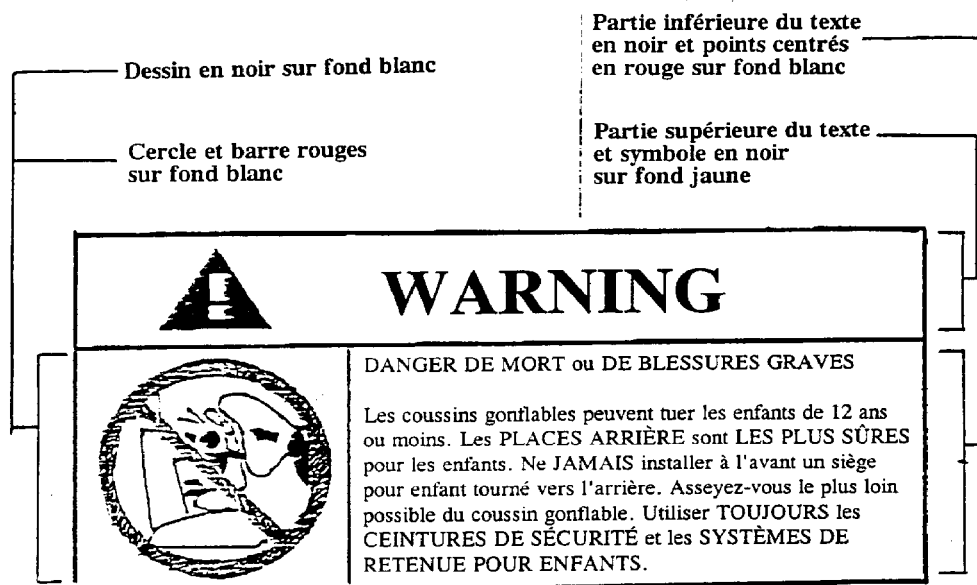 Dessin en noir sur fond blanc
Cercle et barre rouges
sur fond blanc
Partie inférieure du texte
en noir et points centrés
en rouge sur fond blanc
Partie supérieure du texte
et symbole en noir
sur fond jaune
WARNING
DANGER DE MORT ou DE BLESSURES GRAVES
Les coussins gonflables peuvent tuer les enfants de 12 ans
ou moins. Les PLACES ARRIÈRE sont LES PLUS SÛRES
pour les enfants. Ne JAMAIS installer à l'avant un siège
pour enfant tourné vers l'arrière. Asseyez-vous le plus loin
possible du coussin gonflable. Utiliser TOUJOURS les
CEINTURES DE SÉCURITÉ et les SYSTÈMES DE
RETENUE POUR ENFANTS.